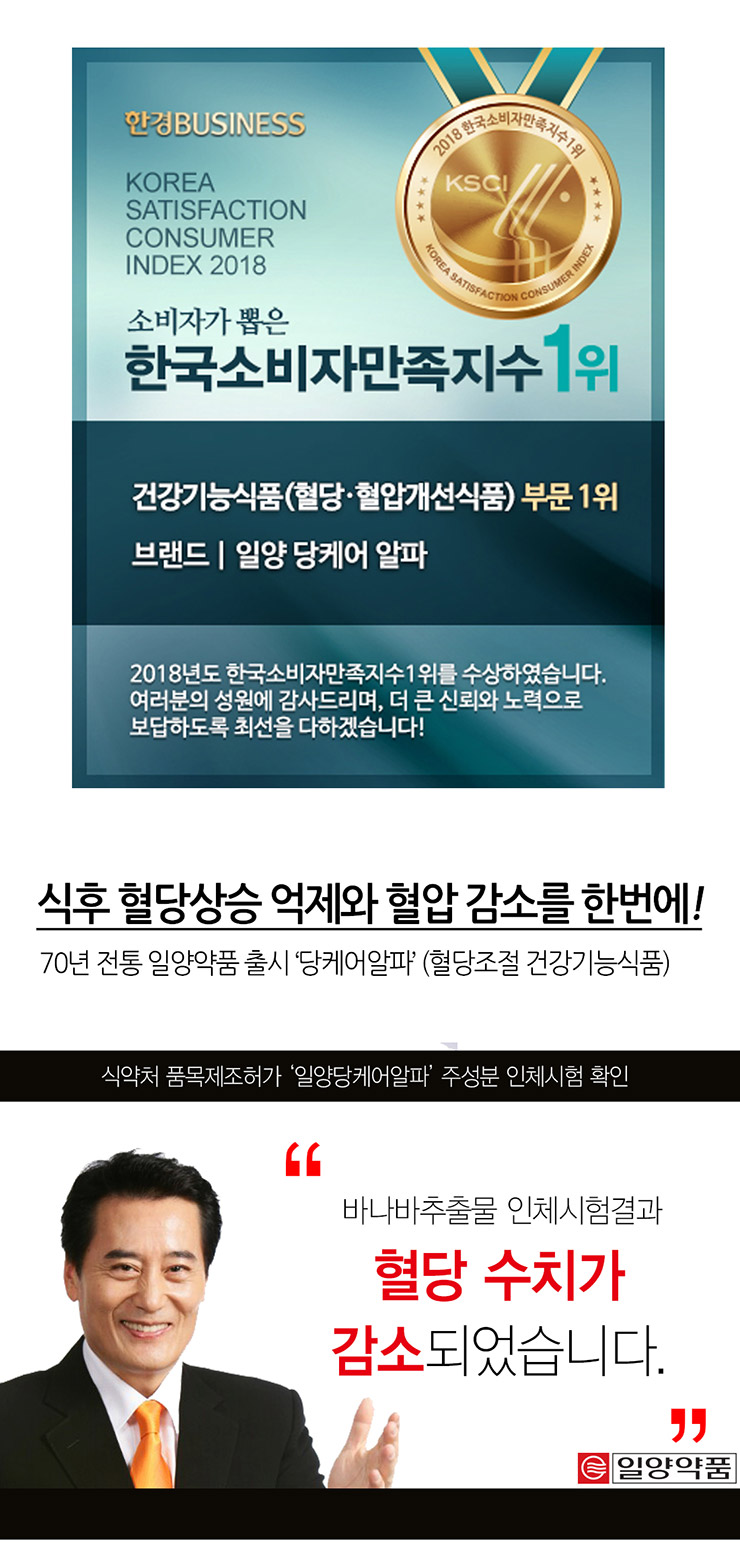 한경BUSINESS
KOREA
SATISFACTION
CONSUMER
INDEX 2018
2018 한국소비자만족지수1위
KSCI
KOREA SATISFACTION CONSUMER INDEX
소비자가 뽑은
한국소비자만족지수1위
건강기능식품(혈당·혈압개선식품) 부문 1위
브랜드 | 일양 당케어 알파
2018년도 한국소비자만족지수1위를 수상하였습니다.
여러분의 성원에 감사드리며, 더 큰 신뢰와 노력으로
보답하도록 최선을 다하겠습니다!
식후 혈당상승 억제와 혈압 감소를 한번에!
70년 전통 일양약품 출시 ‘당케어알파’ (혈당조절 건강기능식품)
식약처 품목제조허가 ‘일양당케어알파’ 주성분 인체시험 확인
“
바나바추출물 인체시험결과
혈당 수치가
감소되었습니다.
”
일양약품